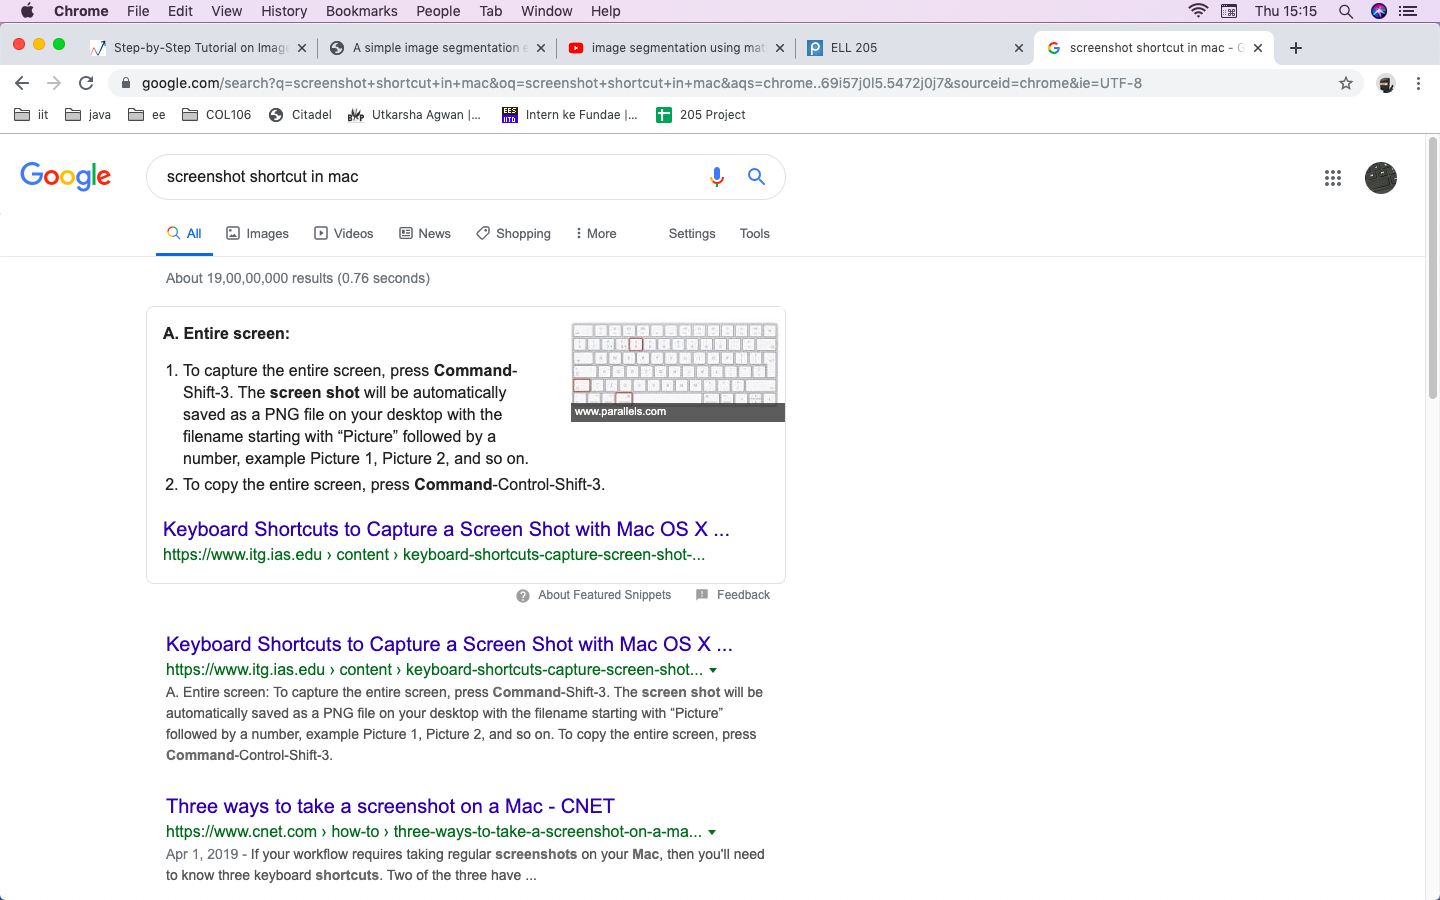 Chrome File Edit View History Bookmarks People Tab Window Help Thu 15:15
Step-by-Step Tutorial on Image A simple image segmentation image segmentation using mat ELL 205 screenshot shortcut in mac - G
google.com/search?q=screenshot+shortcut+in+mac&oq=screenshot+shortcut+in+mac&aqs=chrome..69i57j0l5.5472j0j7&sourceid=chrome&ie=UTF-8
iit java ee COL106 Citadel Utkarsha Agwan |... Intern ke Fundae |... 205 Project
Google screenshot shortcut in mac
All Images Videos News Shopping More Settings Tools
About 19,00,00,000 results (0.76 seconds)
A. Entire screen:
1. To capture the entire screen, press Command-
Shift-3. The screen shot will be automatically
saved as a PNG file on your desktop with the
filename starting with “Picture” followed by a
number, example Picture 1, Picture 2, and so on.
2. To copy the entire screen, press Command-Control-Shift-3.
www.parallels.com
Keyboard Shortcuts to Capture a Screen Shot with Mac OS X ...
https://www.itg.ias.edu › content › keyboard-shortcuts-capture-screen-shot-...
About Featured Snippets Feedback
Keyboard Shortcuts to Capture a Screen Shot with Mac OS X ...
https://www.itg.ias.edu › content › keyboard-shortcuts-capture-screen-shot...
A. Entire screen: To capture the entire screen, press Command-Shift-3. The screen shot will be
automatically saved as a PNG file on your desktop with the filename starting with “Picture”
followed by a number, example Picture 1, Picture 2, and so on. To copy the entire screen, press
Command-Control-Shift-3.
Three ways to take a screenshot on a Mac - CNET
https://www.cnet.com › how-to › three-ways-to-take-a-screenshot-on-a-ma...
Apr 1, 2019 - If your workflow requires taking regular screenshots on your Mac, then you'll need
to know three keyboard shortcuts. Two of the three have ...